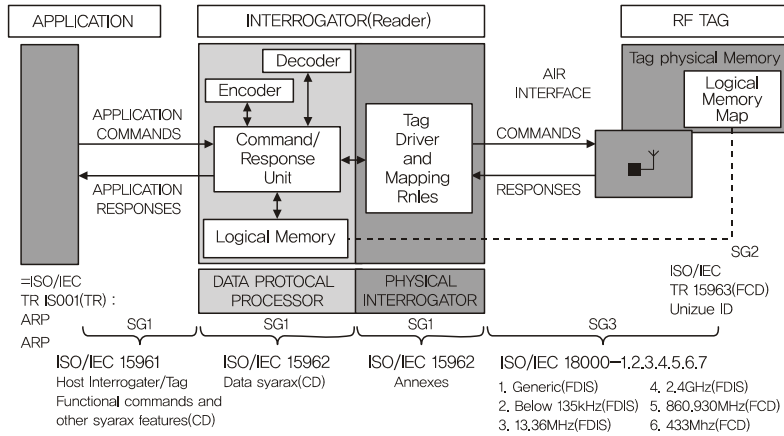 APPLICATION
INTERROGATOR(Reader)
RF TAG
Decoder
Encoder
Command/
Response
Unit
Logical Memory
Tag
Driver
and
Mapping
Rnles
APPLICATION
COMMANDS
APPLICATION
RESPONSES
AIR
INTERFACE
COMMANDS
RESPONSES
Tag physical Memory
Logical
Memory
Map
DATA PROTOCAL
PROCESSOR
PHYSICAL
INTERROGATOR
=ISO/IEC
TR IS001(TR) :
ARP
ARP
SG2
ISO/IEC
TR 15963(FCD)
Unizue ID
SG1
SG1
SG1
SG3
ISO/IEC 15961
Host Interrogater/Tag
Functional commands and
other syarax features(CD)
ISO/IEC 15962
Data syarax(CD)
ISO/IEC 15962
Annexes
ISO/IEC 18000-1.2.3.4.5.6.7
1. Generic(FDIS)
2. Below 135kHz(FDIS)
3. 13.36MHz(FDIS)
4. 2.4GHz(FDIS)
5. 860.930MHz(FCD)
6. 433Mhz(FCD)